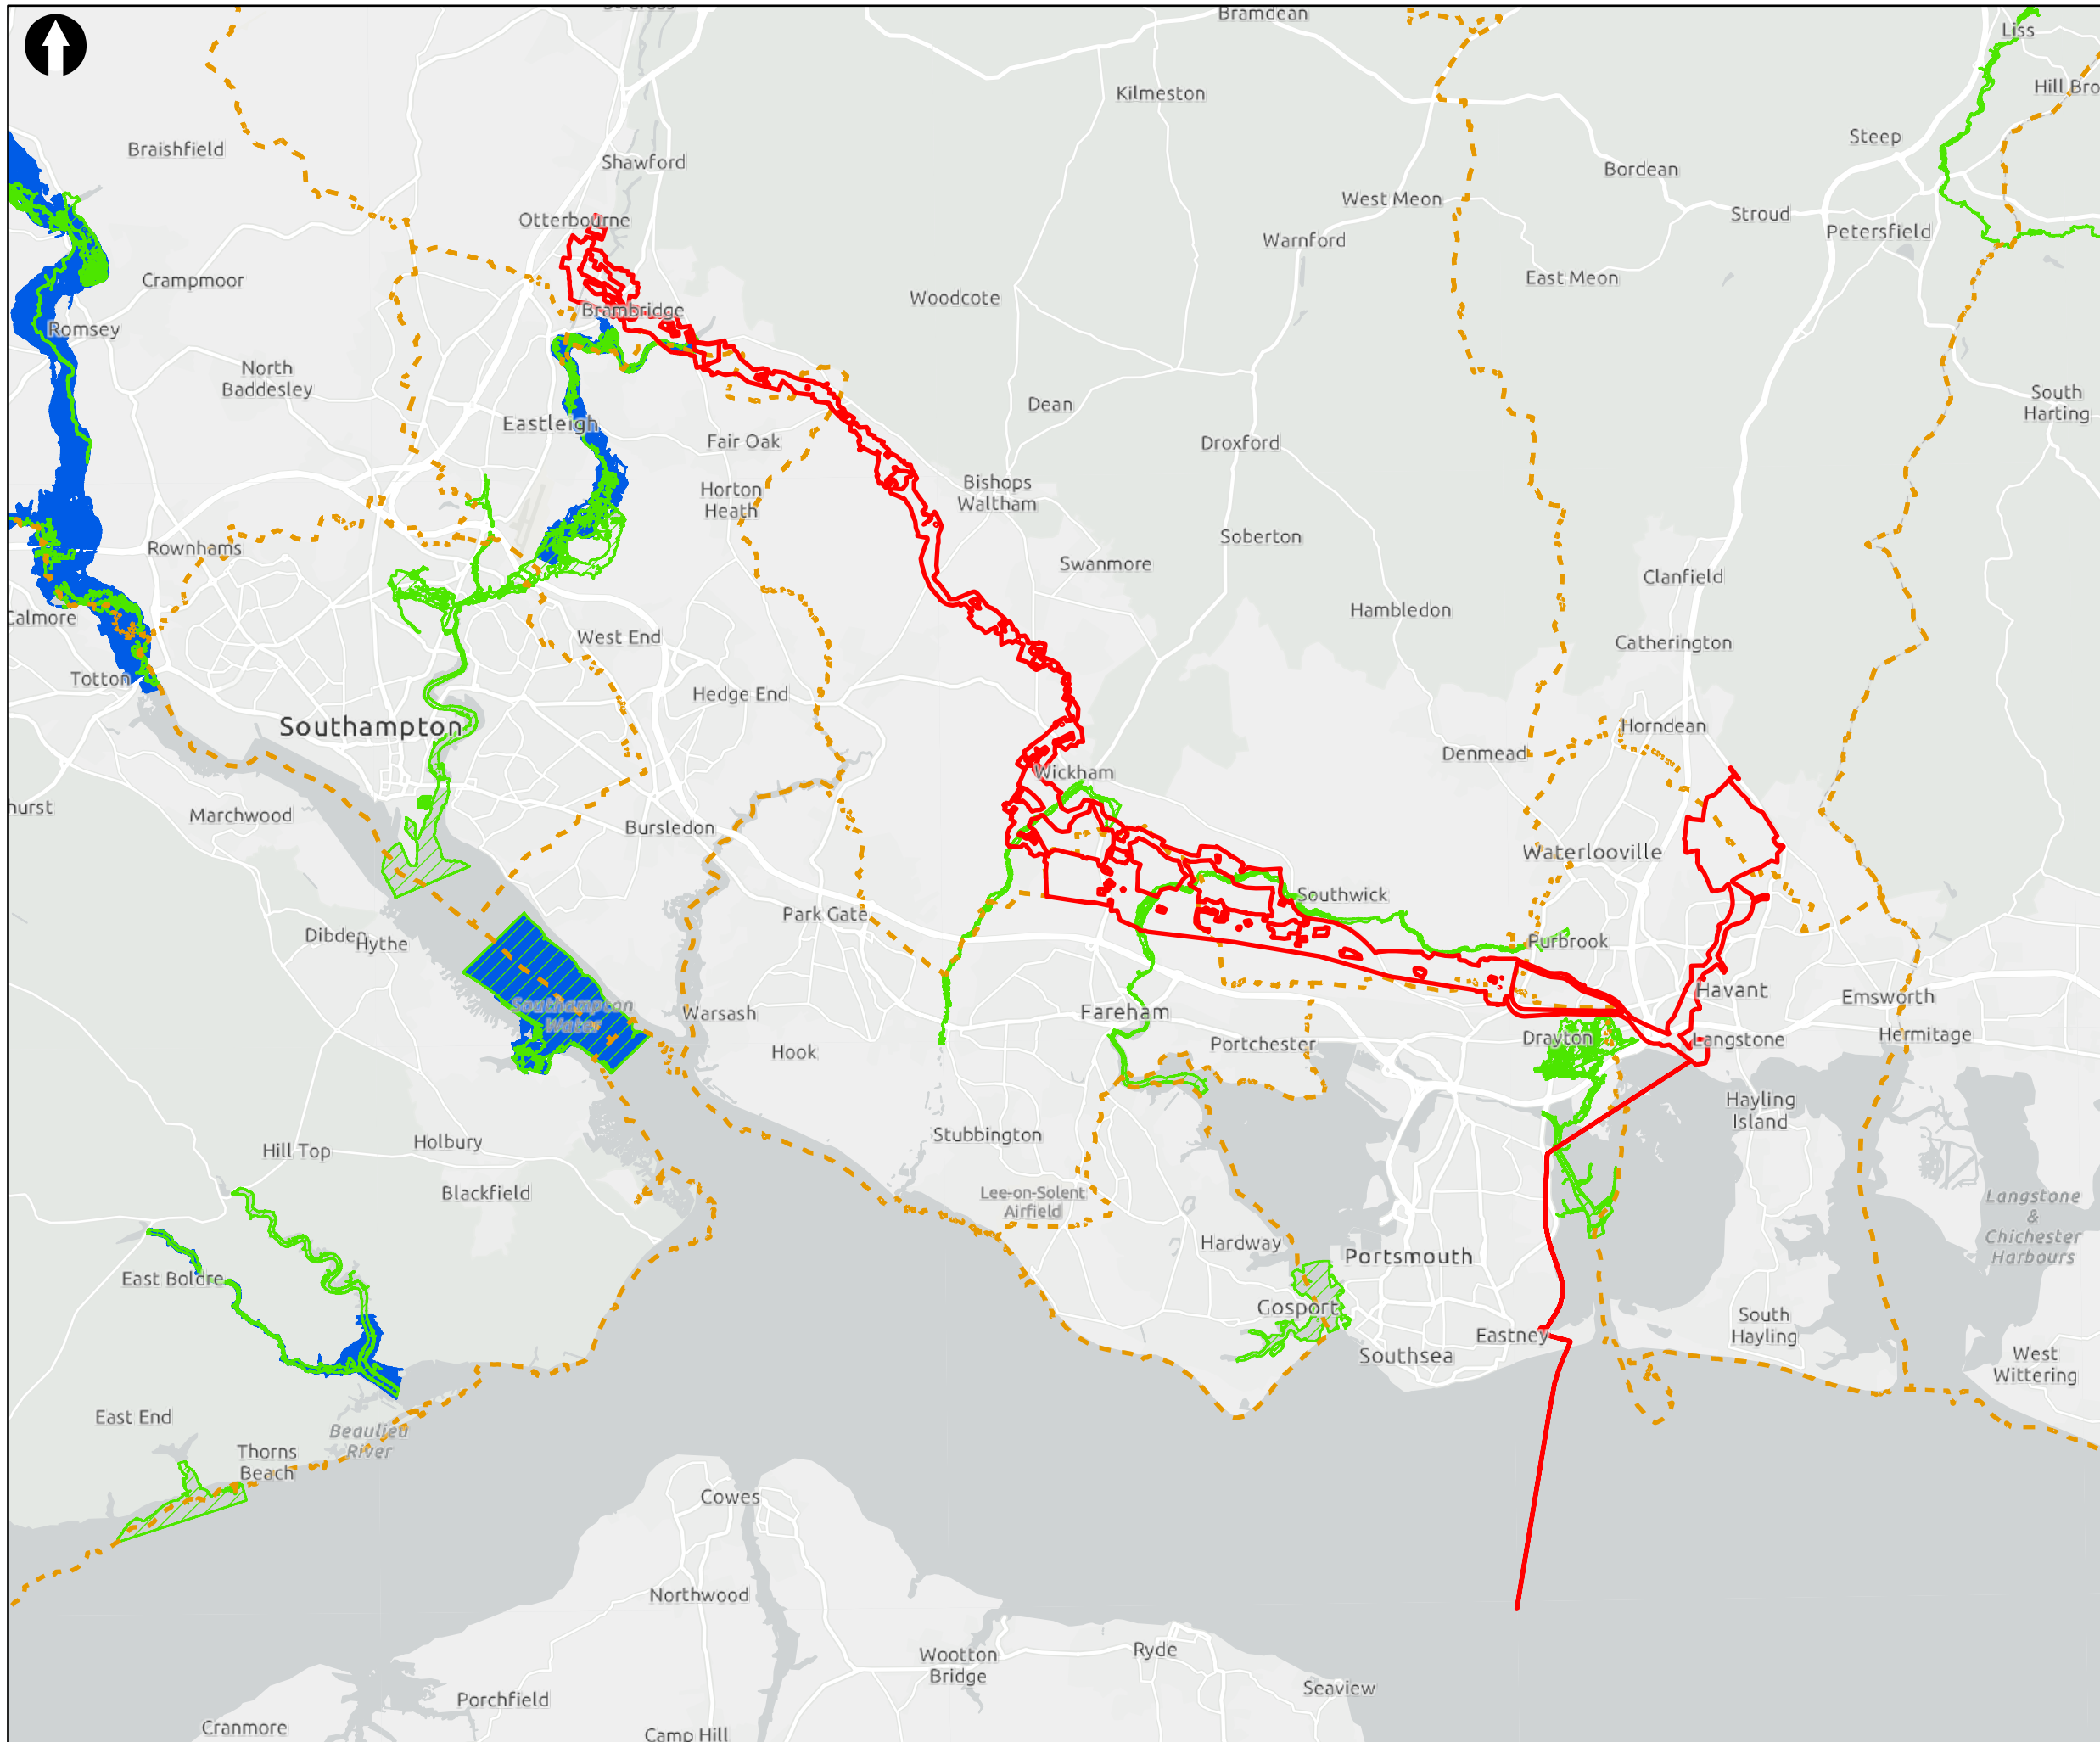 Bramdean
Liss
Kilmeston
Hill Bro
Steep
Braishfield
Shawford
Bordean
West Meon
Stroud
Otterbourne
Petersfield
Warnford
Crampmoor
East Meon
Woodcote
Brambridge
Romsey
North
Baddesley
Dean
South
Harting
Eastleigh
Fair Oak
Droxford
Horton
Heath
Bishops
Waltham
Soberton
Rownhams
Swanmore
Clanfield
Hambledon
Calmore
West End
Catherington
Totton
Hedge End
Southampton
Horndean
Denmead
Wickham
hurst
Marchwood
Bursledon
Waterlooville
Southwick
Park Gate
Dibden
Hythe
Purbrook
Havant
Emsworth
Southampton
Water
Warsash
Fareham
Hermitage
Drayton
Langstone
Portchester
Hook
Hayling
Island
Stubbington
Holbury
Hill Top
Blackfield
Lee-on-Solent
Airfield
Langstone
&
Chichester
Harbours
Hardway
Portsmouth
East Boldre
Gosport
South
Hayling
Eastney
Southsea
West
Wittering
East End
Beaulieu
River
Thorns
Beach
Cowes
Northwood
Wootton
Bridge
Ryde
Seaview
Porchfield
Cranmore
Camp Hill